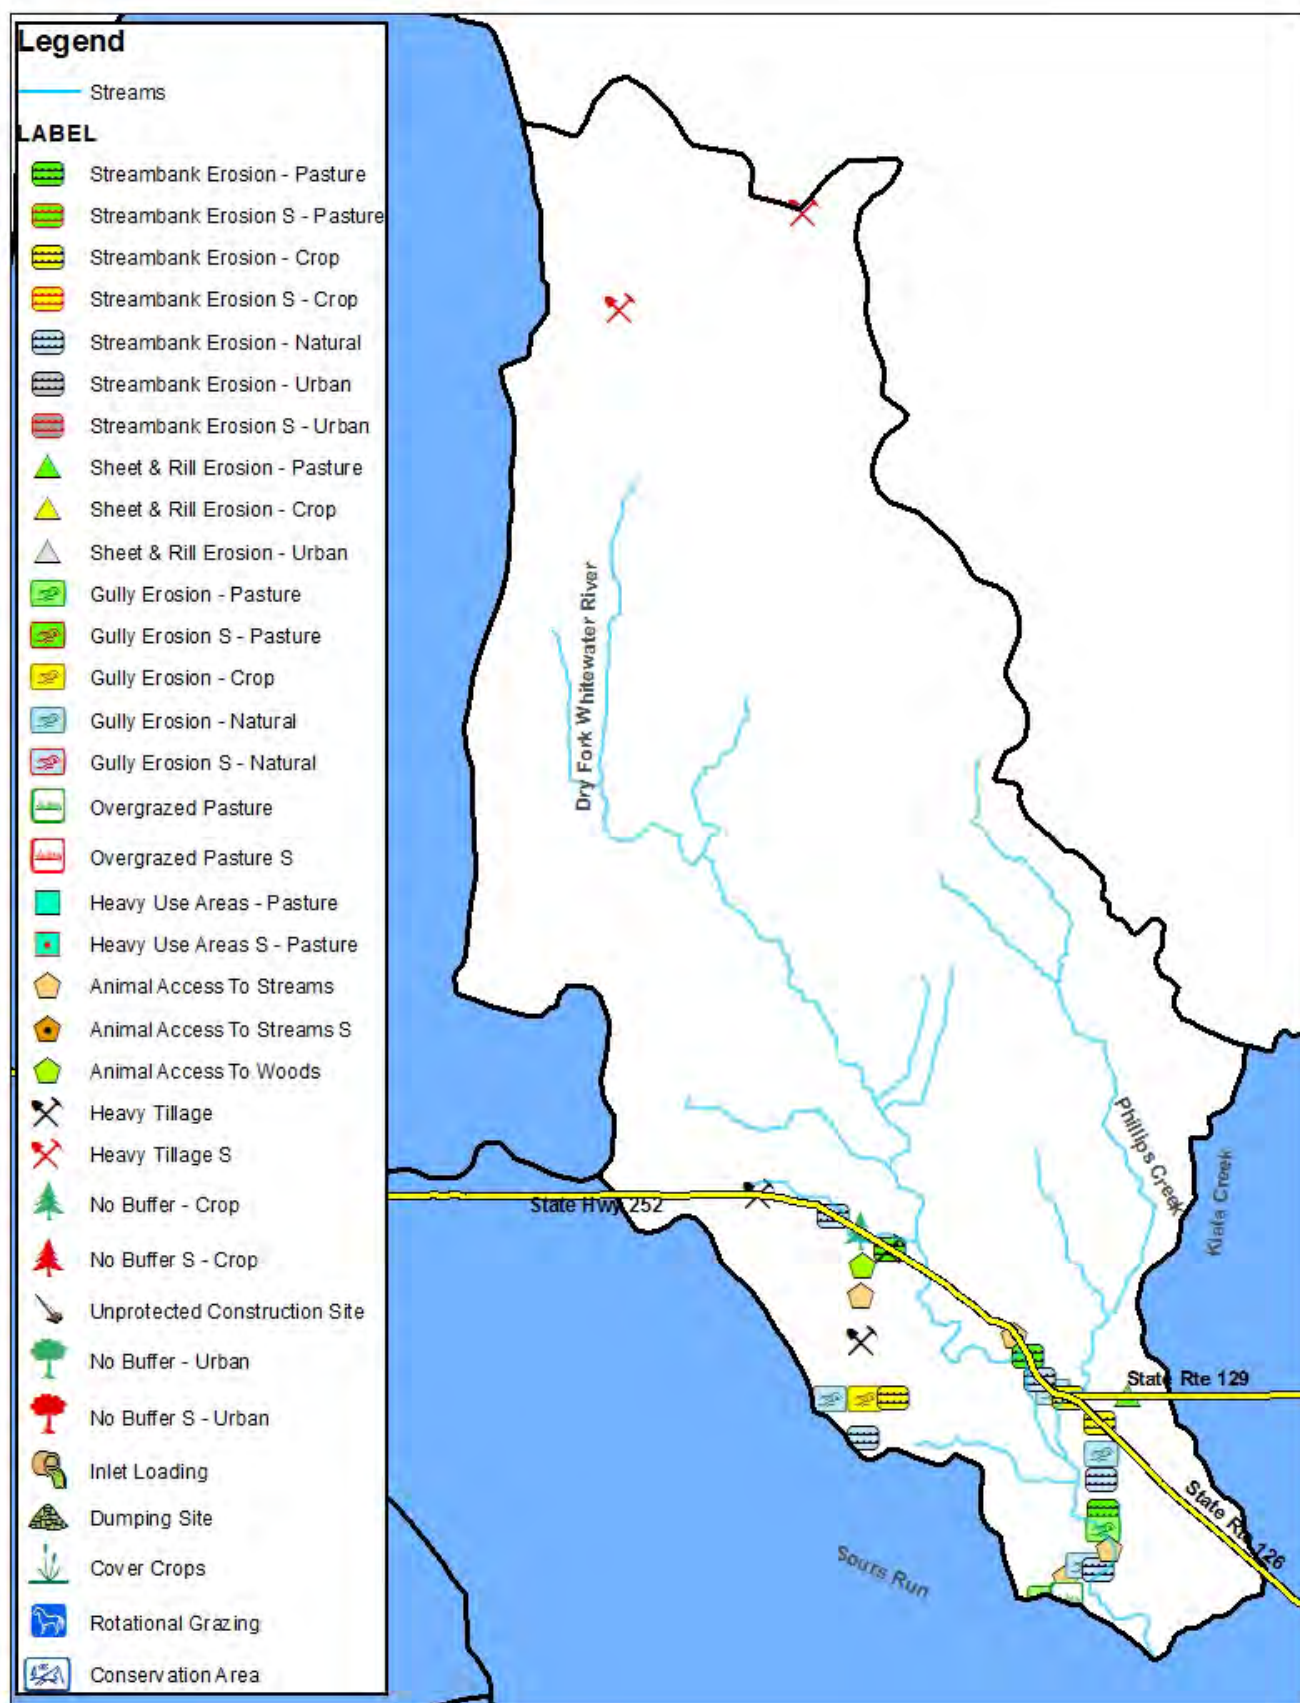 Legend
Streams
LABEL
Streambank Erosion - Pasture
Streambank Erosion S - Pasture
Streambank Erosion - Crop
Streambank Erosion S - Crop
Streambank Erosion - Natural
Streambank Erosion - Urban
Streambank Erosion S - Urban
Sheet & Rill Erosion - Pasture
Sheet & Rill Erosion - Crop
Sheet & Rill Erosion - Urban
Gully Erosion - Pasture
Gully Erosion S - Pasture
Gully Erosion - Crop
Gully Erosion - Natural
Gully Erosion S - Natural
Overgrazed Pasture
Overgrazed Pasture S
Heavy Use Areas - Pasture
Heavy Use Areas S - Pasture
Animal Access To Streams
Animal Access To Streams S
Animal Access To Woods
Heavy Tillage
Heavy Tillage S
No Buffer - Crop
No Buffer S - Crop
Unprotected Construction Site
No Buffer - Urban
No Buffer S - Urban
Inlet Loading
Dumping Site
Cover Crops
Rotational Grazing
Conservation Area
Dry Fork Whitewater River
Phillips Creek
Klata Creek
State Hwy 252
State Rte 129
State Rte 126
Sours Run